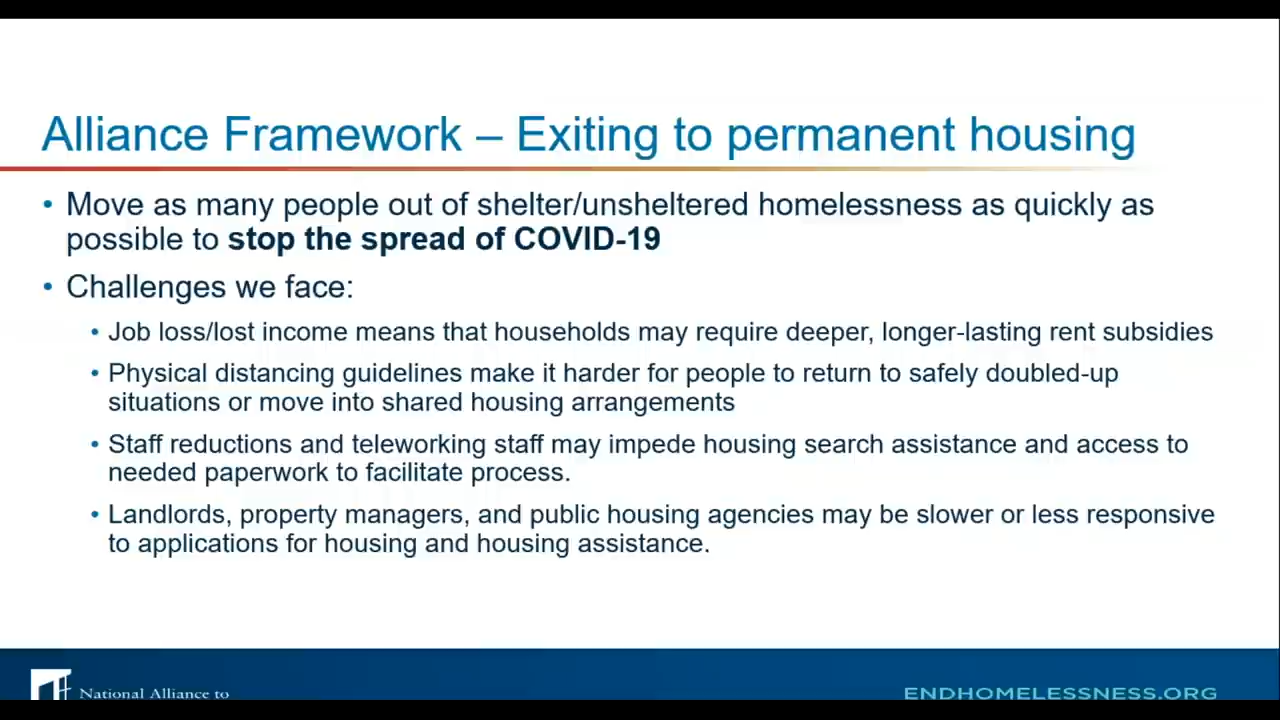 Alliance Framework – Exiting to permanent housing
• Move as many people out of shelter/unsheltered homelessness as quickly as
possible to stop the spread of COVID-19
• Challenges we face:
• Job loss/lost income means that households may require deeper, longer-lasting rent subsidies
• Physical distancing guidelines make it harder for people to return to safely doubled-up
situations or move into shared housing arrangements
• Staff reductions and teleworking staff may impede housing search assistance and access to
needed paperwork to facilitate process.
• Landlords, property managers, and public housing agencies may be slower or less responsive
to applications for housing and housing assistance.
National Alliance to
ENDHOMELESSNESS.ORG